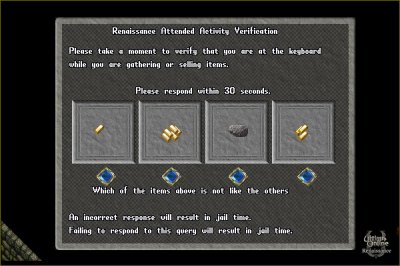 Renaissance Attended Activity Verification
Please take a moment to verify that you are at the keyboard
while you are gathering or selling items.
Please respond within 30 seconds.
Which of the items above is not like the others
An incorrect response will result in jail time.
Failing to respond to this query will result in jail time.
Ultima
Online
Renaissance